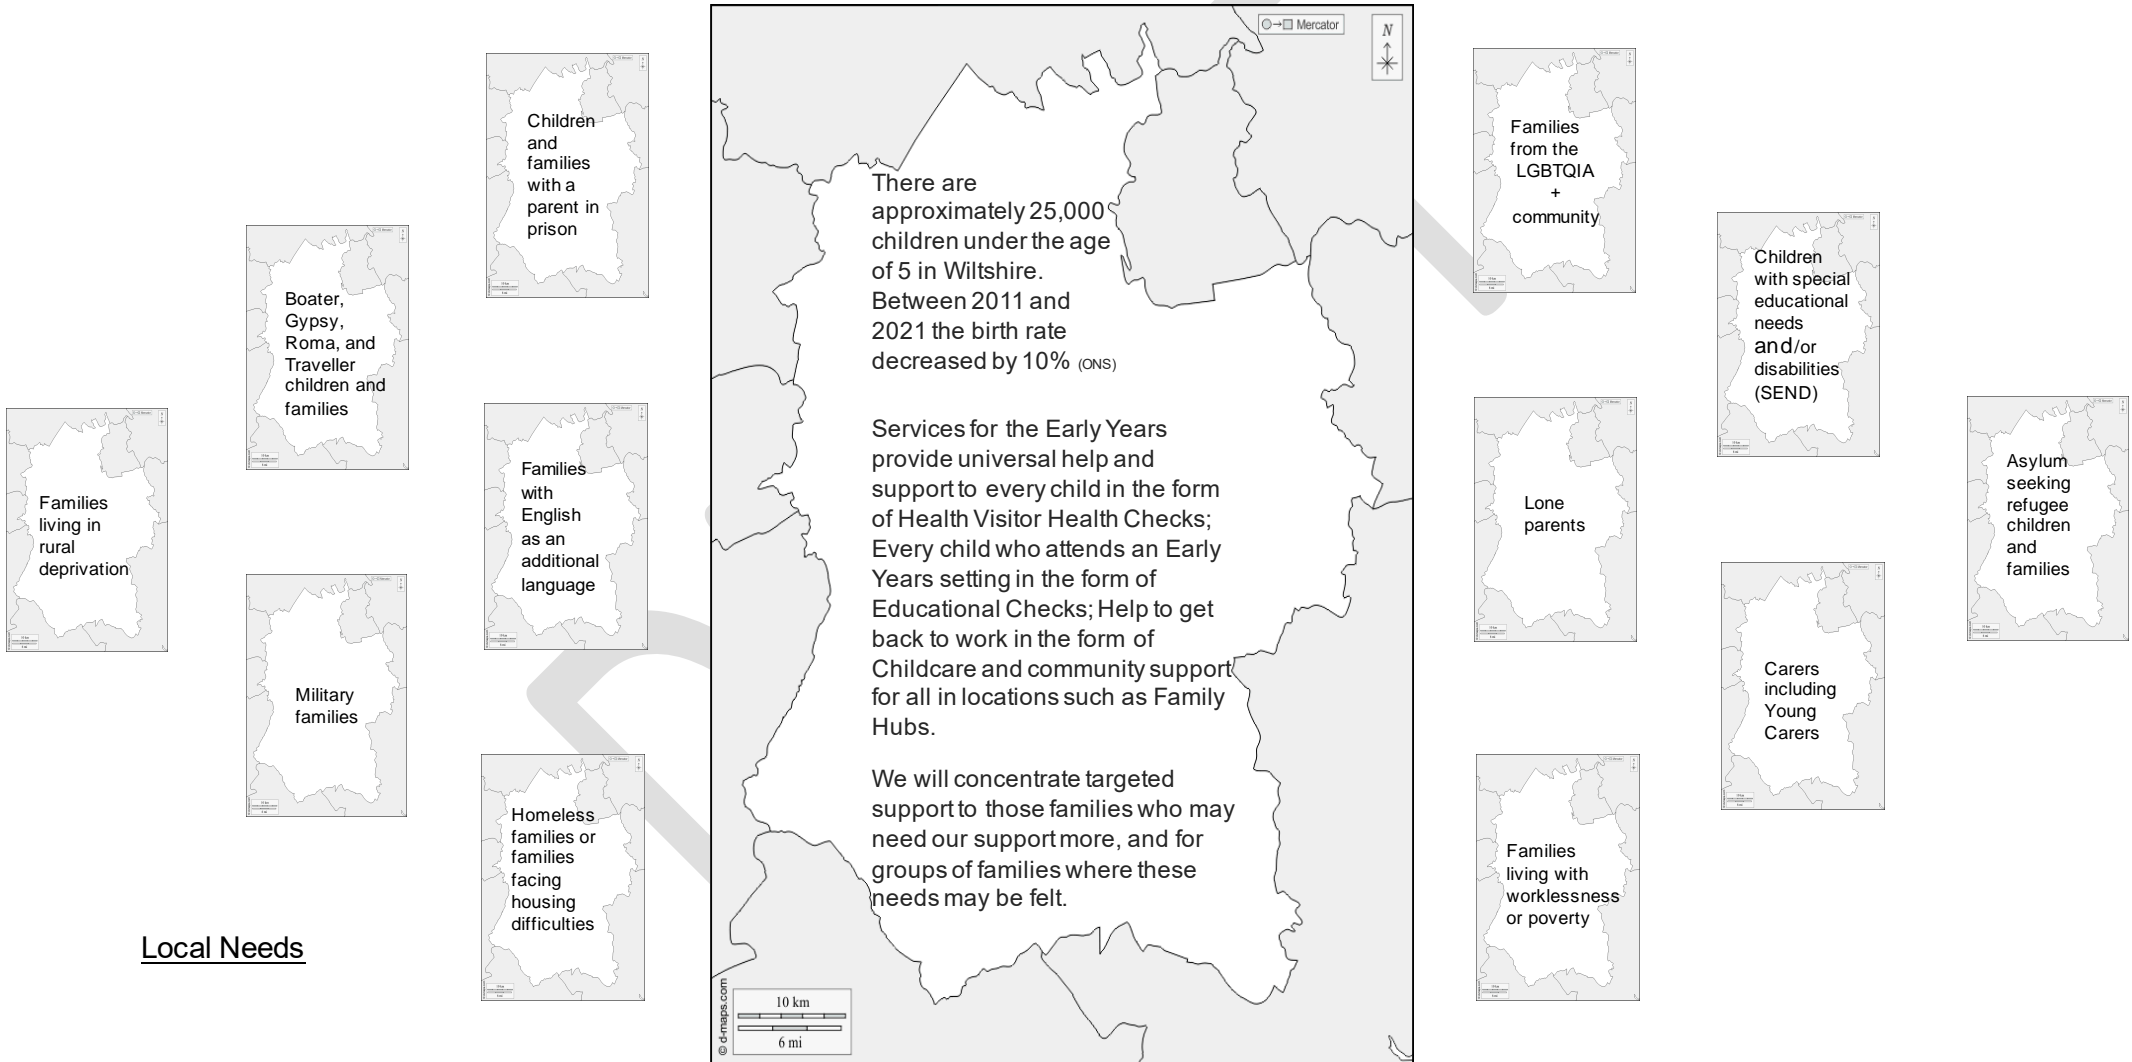 Children
and
families
with a
parent in
prison
Boater,
Gypsy,
Roma, and
Traveller
children and
families
Families
living in
rural
deprivation
Families
with
English
as an
additional
language
Military
families
Homeless
families or
families
facing
housing
difficulties
Local Needs
Mercator
N
There are
approximately 25,000
children under the age
of 5 in Wiltshire.
Between 2011 and
2021 the birth rate
decreased by 10% (ONS)
Services for the Early Years
provide universal help and
support to every child in the form
of Health Visitor Health Checks;
Every child who attends an Early
Years setting in the form of
Educational Checks; Help to get
back to work in the form of
Childcare and community support
for all in locations such as Family
Hubs.
We will concentrate targeted
support to those families who may
need our support more, and for
groups of families where these
needs may be felt.
© d-maps.com
10 km
6 mi
Families
from the
LGBTQIA
+
community
Children
with special
educational
needs
and/or
disabilities
(SEND)
Lone
parents
Asylum
seeking
refugee
children
and
families
Carers
including
Young
Carers
Families
living with
worklessness
or poverty